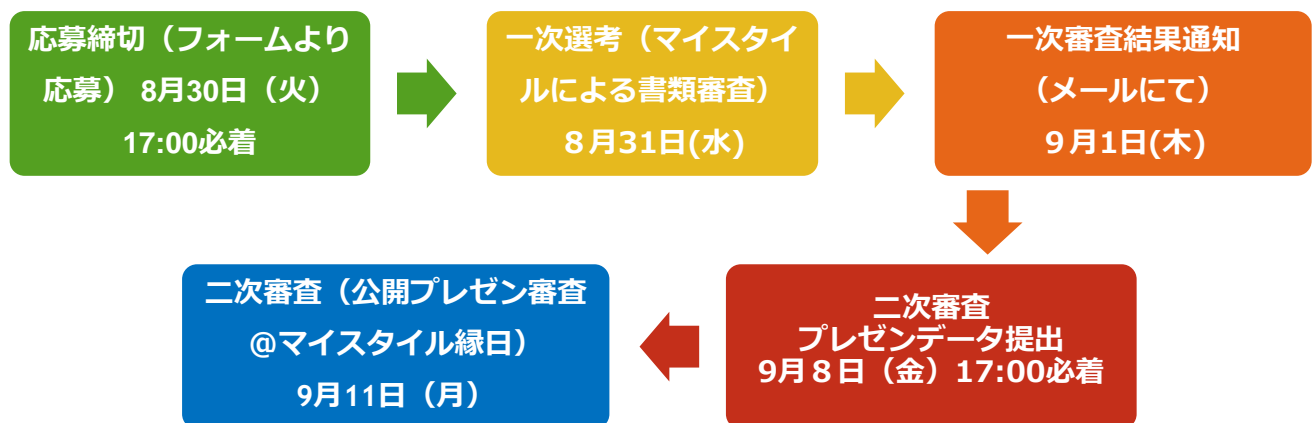 応募締切（フォームより
応募） 8月30日（火）
17:00必着
一次選考（マイスタイ
ルによる書類審査）
８月31日(水)
一次審査結果通知
（メールにて）
９月1日(木)
二次審査
プレゼンデータ提出
9月８日（金）17:00必着
二次審査（公開プレゼン審査
@マイスタイル縁日）
9月11日（月）